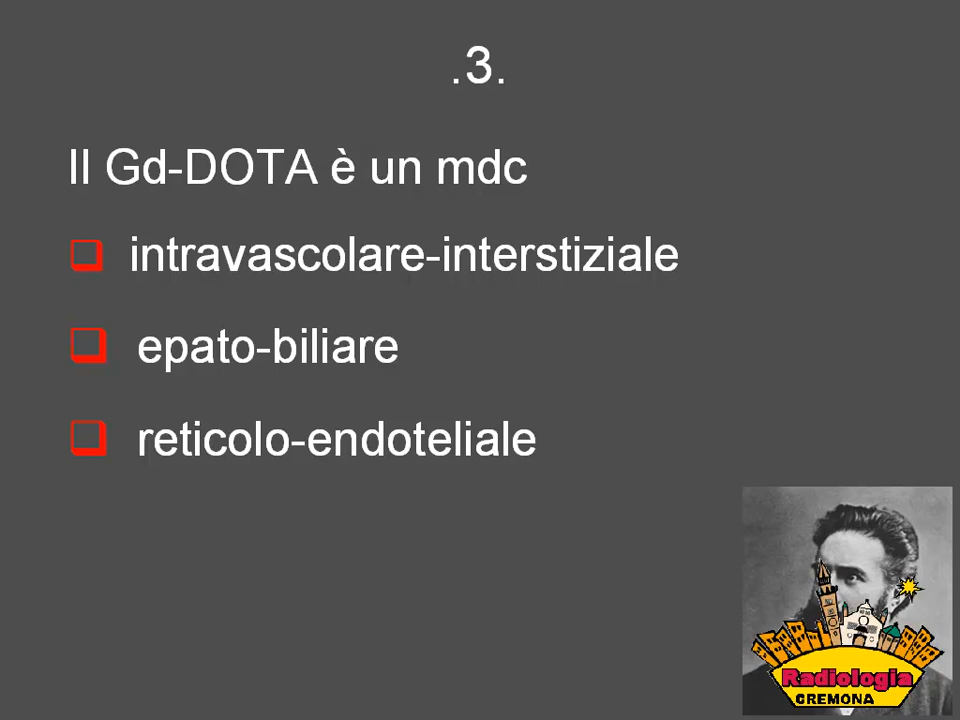 .3.
Il Gd-DOTA è un mdc
intravascolare-interstiziale
epato-biliare
reticolo-endoteliale
Radiologia
CREMONA